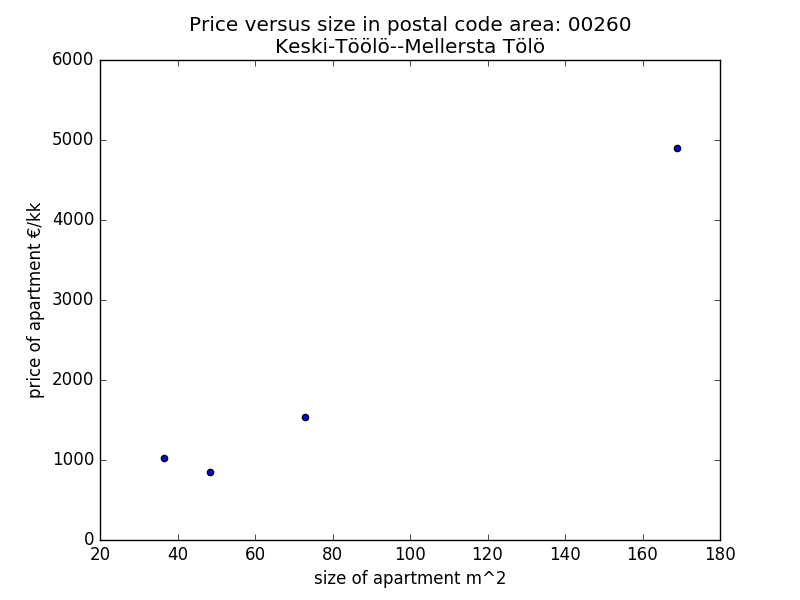 Price versus size in postal code area: 00260
Keski-Töölö--Mellersta Tölö
6000
5000
4000
3000
2000
1000
0
price of apartment €/kk
20 40 60 80 100 120 140 160 180
size of apartment m^2